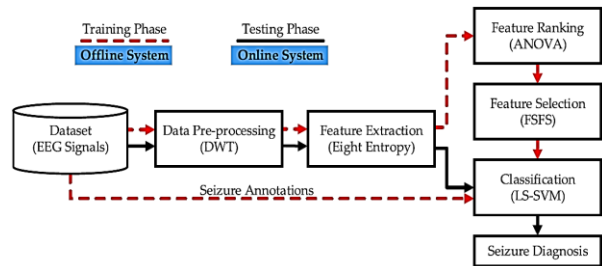 Training Phase
Offline System
Testing Phase
Online System
Feature Ranking
(ANOVA)
Feature Selection
(FSFS)
Dataset
(EEG Signals)
Data Pre-processing
(DWT)
Feature Extraction
(Eight Entropy)
Seizure Annotations
Classification
(LS-SVM)
Seizure Diagnosis